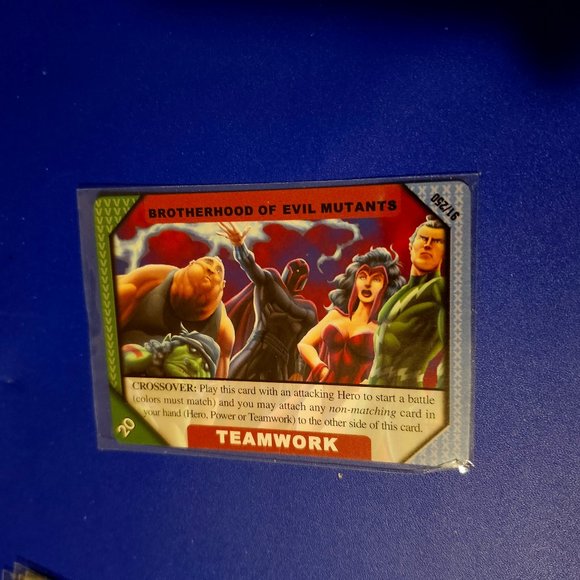 BROTHERHOOD OF EVIL MUTANTS
91/250
CROSSOVER: Play this card with an attacking Hero to start a battle
(colors must match) and you may attach any non-matching card in
your hand (Hero, Power or Teamwork) to the other side of this card.
20
TEAMWORK